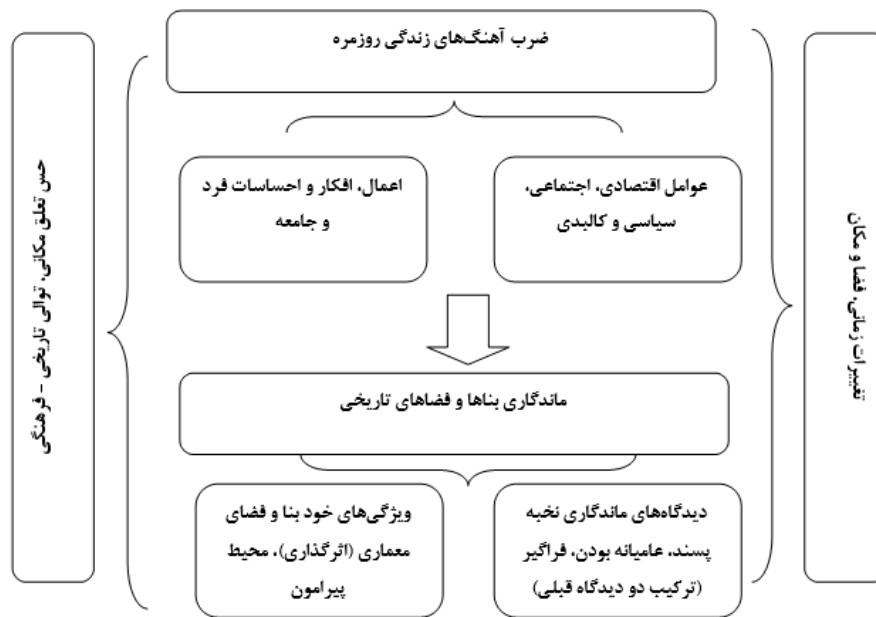 ضرب آهنگ‌های زندگی روزمره
عوامل اقتصادی، اجتماعی،
سیاسی و کالبدی
اعمال، افکار و احساسات فرد
و جامعه
تغییرات زمانی، فضا و مکان
حس تعلق مکانی، توالی تاریخی - فرهنگی
ماندگاری بناها و فضاهای تاریخی
دیدگاه‌های ماندگاری نخبه
پسند، عامیانه بودن، فراگیر
(ترکیب دو دیدگاه قبلی)
ویژگی‌های خود بنا و فضای
معماری (اثرگذاری)، محیط
پیرامون